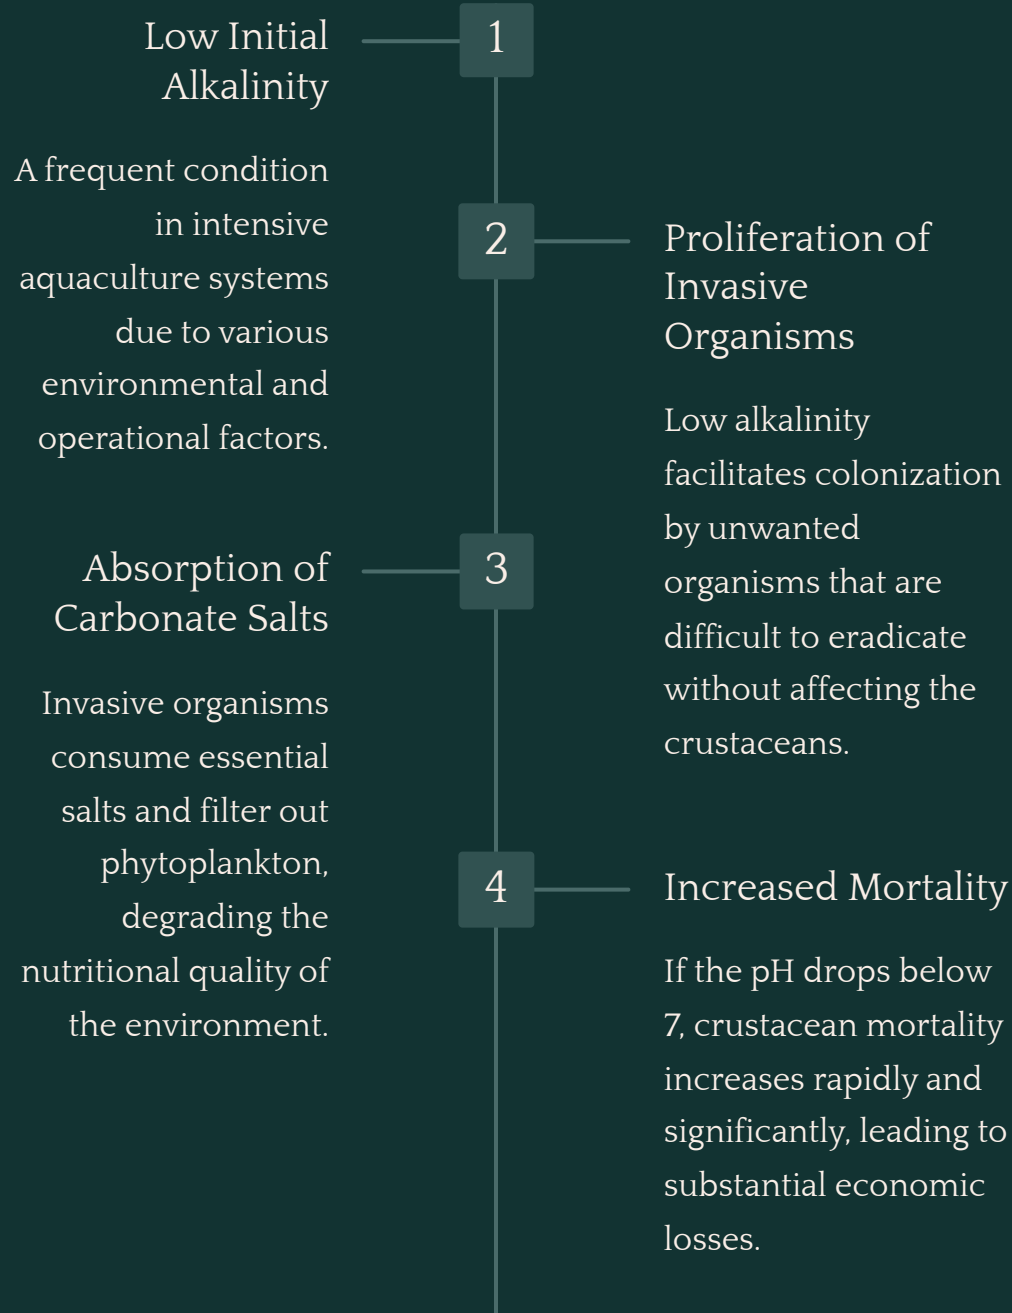 1
Low Initial
Alkalinity
A frequent condition
in intensive
aquaculture systems
due to various
environmental and
operational factors.
2
Proliferation of
Invasive
Organisms
Low alkalinity
facilitates colonization
by unwanted
organisms that are
difficult to eradicate
without affecting the
crustaceans.
3
Absorption of
Carbonate Salts
Invasive organisms
consume essential
salts and filter out
phytoplankton,
degrading the
nutritional quality of
the environment.
4
Increased Mortality
If the pH drops below
7, crustacean mortality
increases rapidly and
significantly, leading to
substantial economic
losses.